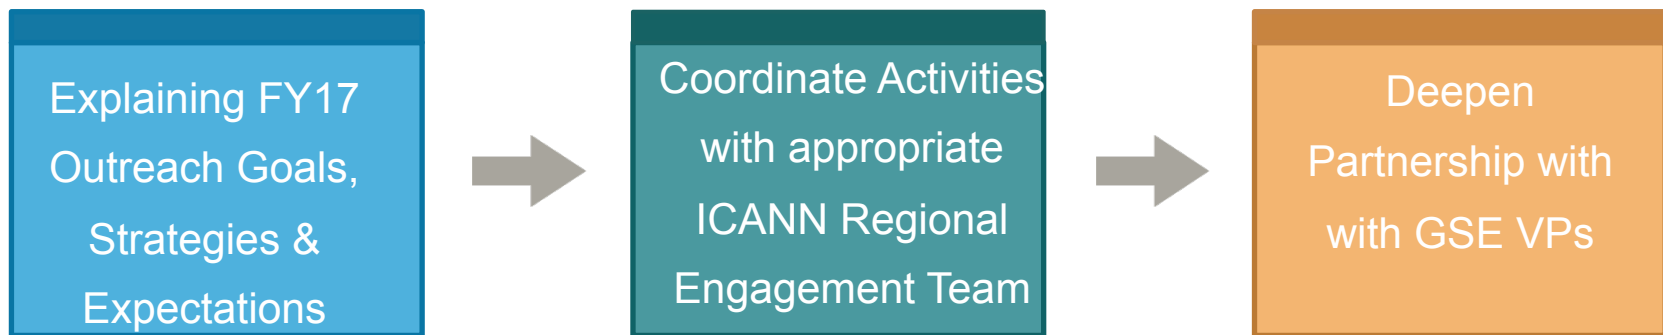 Explaining FY17
Outreach Goals,
Strategies &
Expectations
Coordinate Activities
with appropriate
ICANN Regional
Engagement Team
Deepen
Partnership with
with GSE VPs